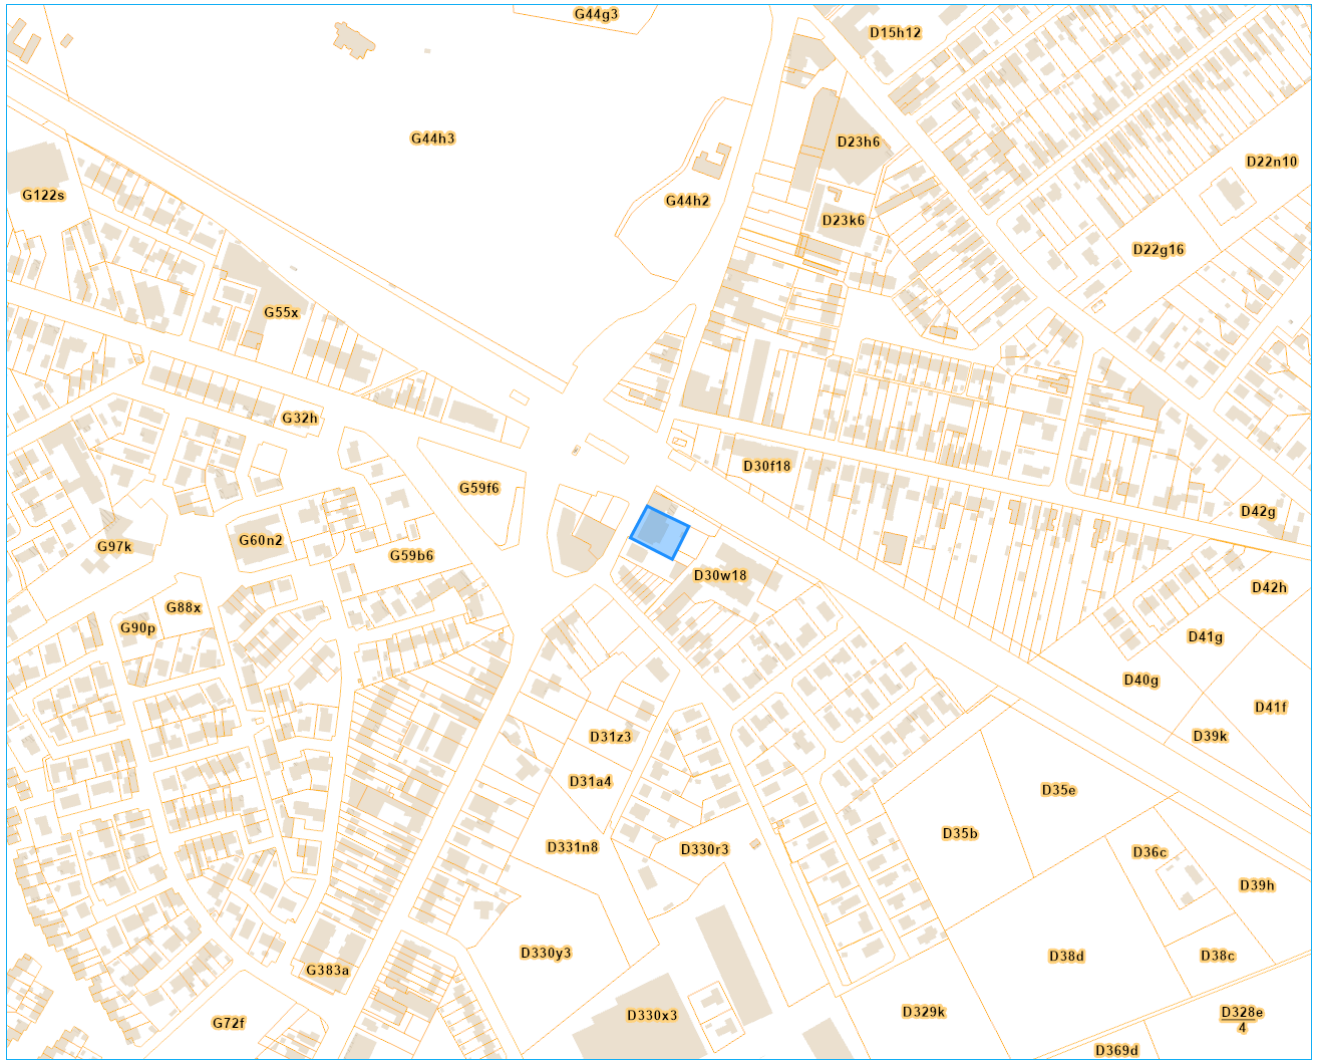 G44g3
D15h12
G44h3
D23h6
D22n10
G122s
G44h2
D23k6
D22g16
G55x
G32h
D30f18
G59f6
D42g
G60n2
G97k
G59b6
D30w18
D42h
G88x
G90p
D41g
D40g
D41f
D31z3
D39k
D31a4
D35e
D35b
D331n8
D330r3
D36c
D39h
D330y3
D38d
D38c
G383a
D329k
D330x3
G72f
D328e
4
D369d